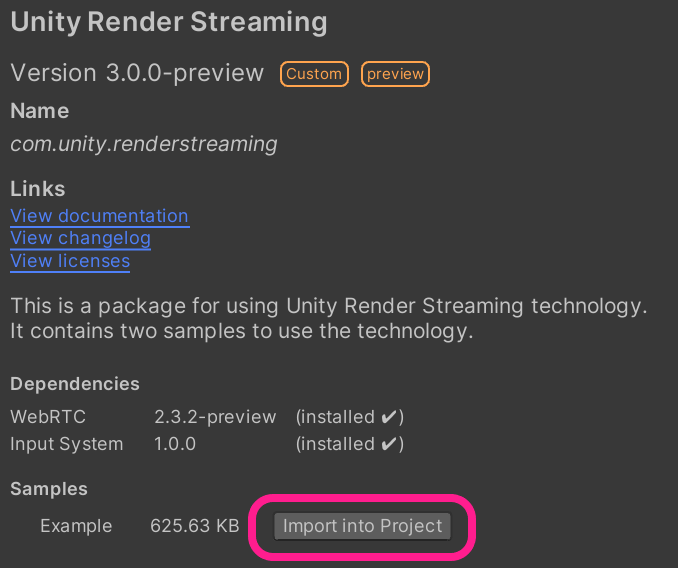 Unity Render Streaming
Version 3.0.0-preview Custom preview
Name
com.unity.renderstreaming
Links
View documentation
View changelog
View licenses
This is a package for using Unity Render Streaming technology.
It contains two samples to use the technology.
Dependencies
WebRTC 2.3.2-preview (installed ✔)
Input System 1.0.0 (installed ✔)
Samples
Example 625.63 KB Import into Project